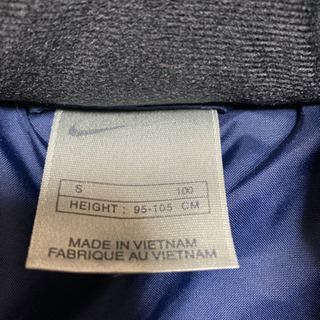 S 100
HEIGHT : 95-105 CM
MADE IN VIETNAM
FABRIQUE AU VIETNAM